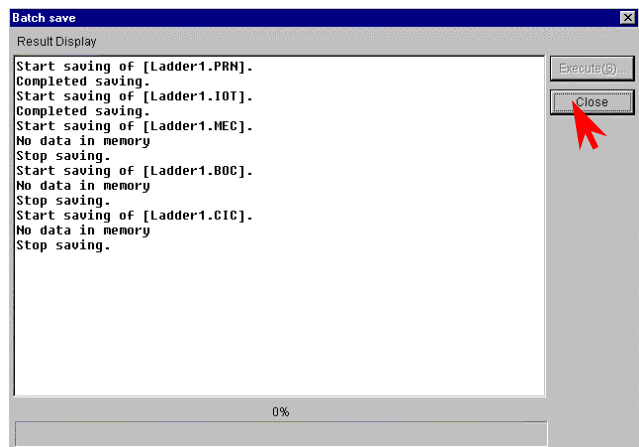 Batch save
Result Display
Start saving of [Ladder1.PRN].
Completed saving.
Start saving of [Ladder1.IOT].
Completed saving.
Start saving of [Ladder1.MEC].
No data in memory
Stop saving.
Start saving of [Ladder1.BOC].
No data in memory
Stop saving.
Start saving of [Ladder1.CIC].
No data in memory
Stop saving.
Execute(S)...
Close
0%